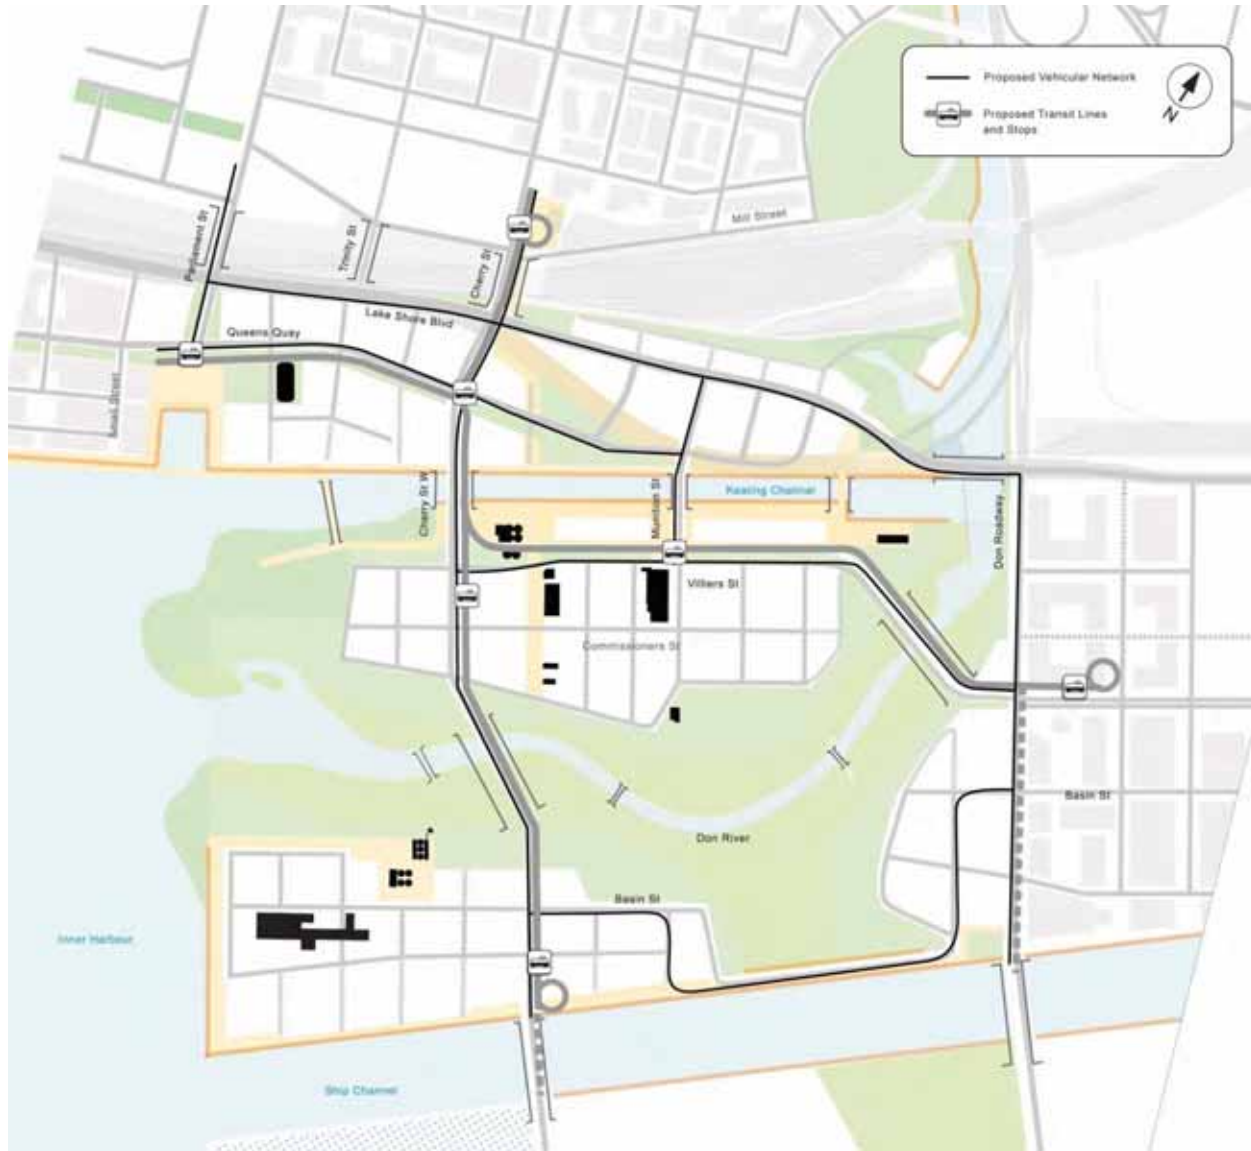 Proposed Vehicular Network
N
Proposed Transit Lines
and Stops
Mill Street
Parliament St
Trinity St
Cherry St
Lake Shore Blvd
Queens Quay
Cherry St W
Munition St
Keating Channel
Don Roadway
Villiers St
Commissioners St
Basin St
Don River
Basin St
Inner Harbour
Ship Channel